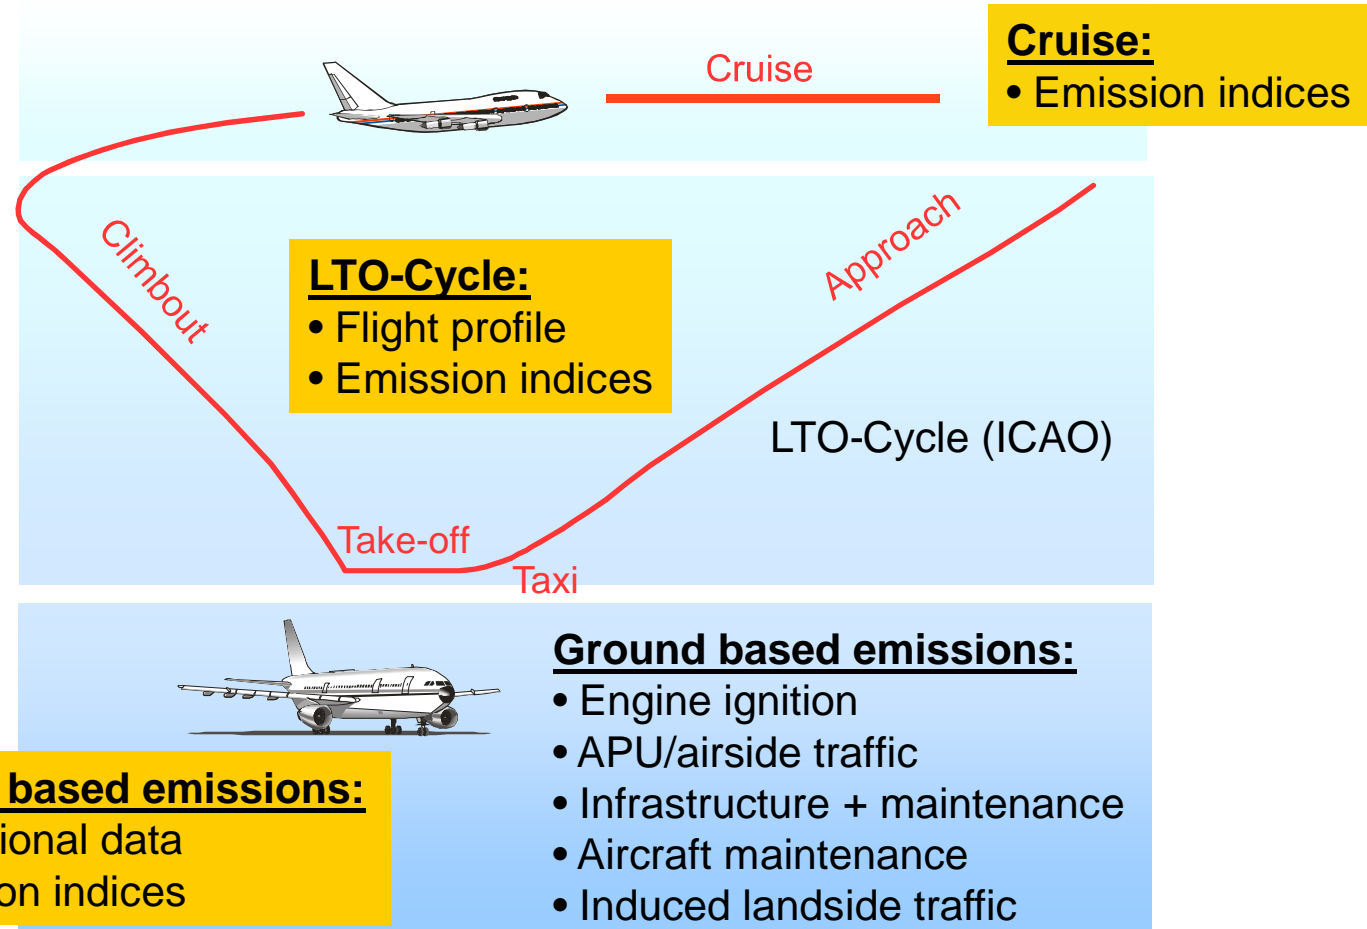 Cruise
Cruise:
• Emission indices
Climbout
Approach
LTO-Cycle:
• Flight profile
• Emission indices
LTO-Cycle (ICAO)
Take-off
Taxi
Ground based emissions:
• Engine ignition
• APU/airside traffic
• Infrastructure + maintenance
• Aircraft maintenance
• Induced landside traffic
based emissions:
ional data
on indices